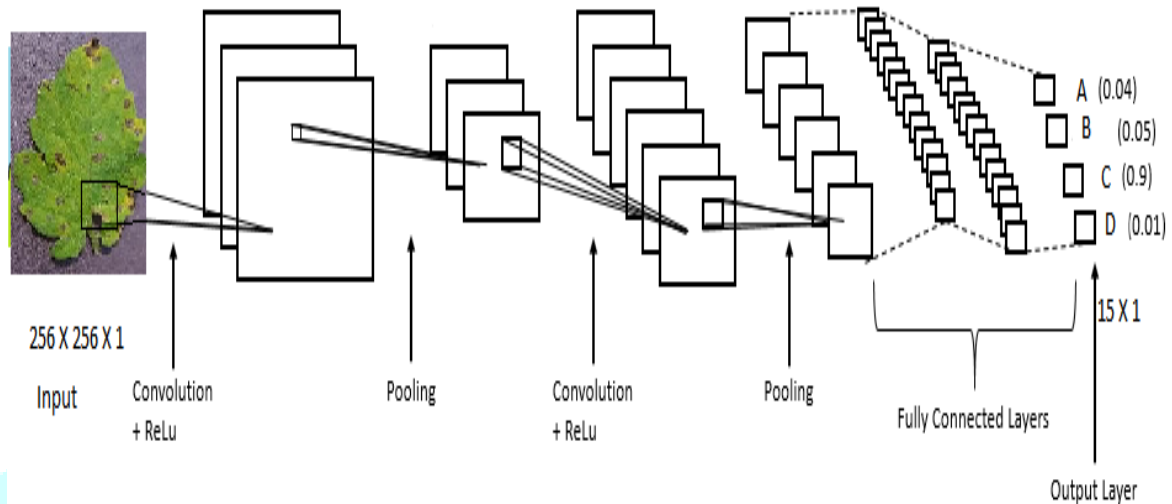 A (0.04)
B (0.05)
C (0.9)
D (0.01)
15 X 1
256 X 256 X 1
Input
Convolution
+ ReLu
Pooling
Convolution
+ ReLu
Pooling
Fully Connected Layers
Output Layer